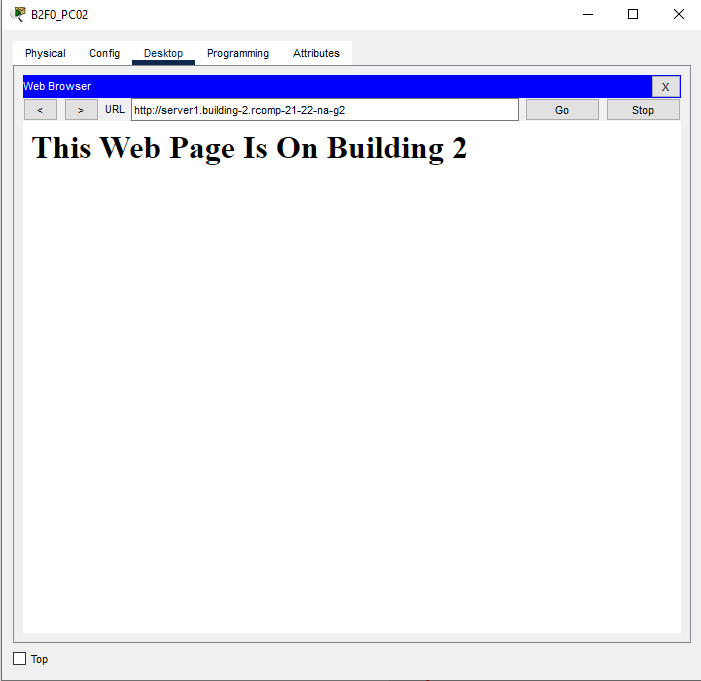 B2F0_PC02
Physical Config Desktop Programming Attributes
Web Browser X
< > URL http://server1.building-2.rcomp-21-22-na-g2 Go Stop
This Web Page Is On Building 2
Top